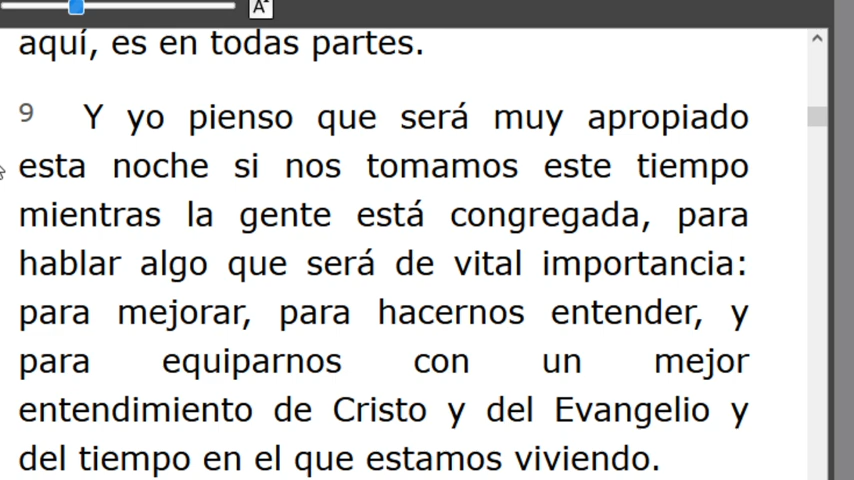 A
aquí, es en todas partes.
9 Y yo pienso que será muy apropiado
esta noche si nos tomamos este tiempo
mientras la gente está congregada, para
hablar algo que será de vital importancia:
para mejorar, para hacernos entender, y
para equiparnos con un mejor
entendimiento de Cristo y del Evangelio y
del tiempo en el que estamos viviendo.